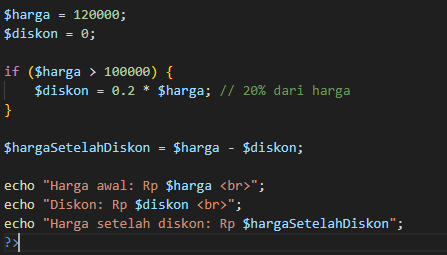 $harga = 120000;
$diskon = 0;
if ($harga > 100000) {
$diskon = 0.2 * $harga; // 20% dari harga
}
$hargaSetelahDiskon = $harga - $diskon;
echo "Harga awal: Rp $harga <br>";
echo "Diskon: Rp $diskon <br>";
echo "Harga setelah diskon: Rp $hargaSetelahDiskon";
?>